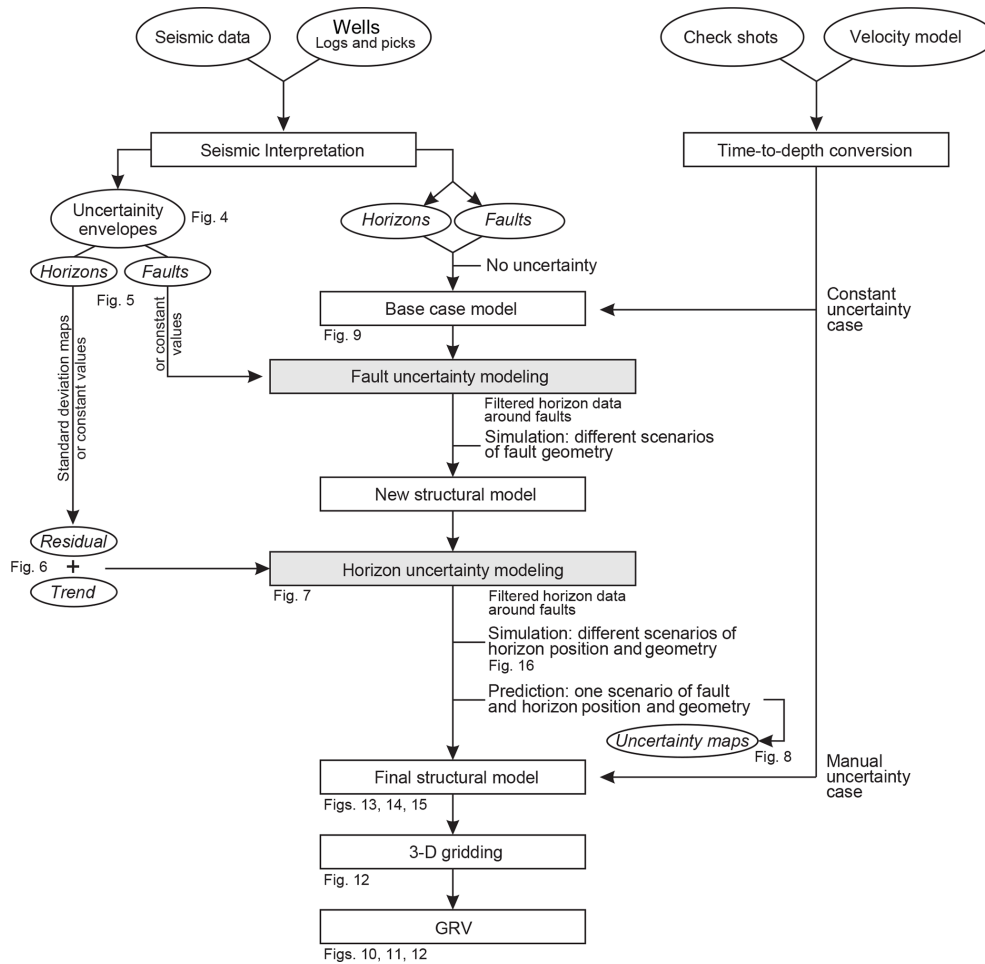 Seismic data
Wells
Logs and picks
Check shots
Velocity model
Seismic Interpretation
Time-to-depth conversion
Uncertainity
envelopes
Fig. 4
Horizons
Faults
Horizons
Faults
Fig. 5
No uncertainty
Base case model
Fig. 9
Constant
uncertainty
case
Standard deviation maps
or constant values
or constant
values
Fault uncertainty modeling
Filtered horizon data
around faults
Simulation: different scenarios
of fault geometry
New structural model
Residual
Fig. 6
+
Trend
Horizon uncertainty modeling
Fig. 7
Filtered horizon data
around faults
Simulation: different scenarios of
horizon position and geometry
Fig. 16
Prediction: one scenario of fault
and horizon position and geometry
Uncertainty maps
Fig. 8
Manual
uncertainty
case
Final structural model
Figs. 13, 14, 15
3-D gridding
Fig. 12
GRV
Figs. 10, 11, 12